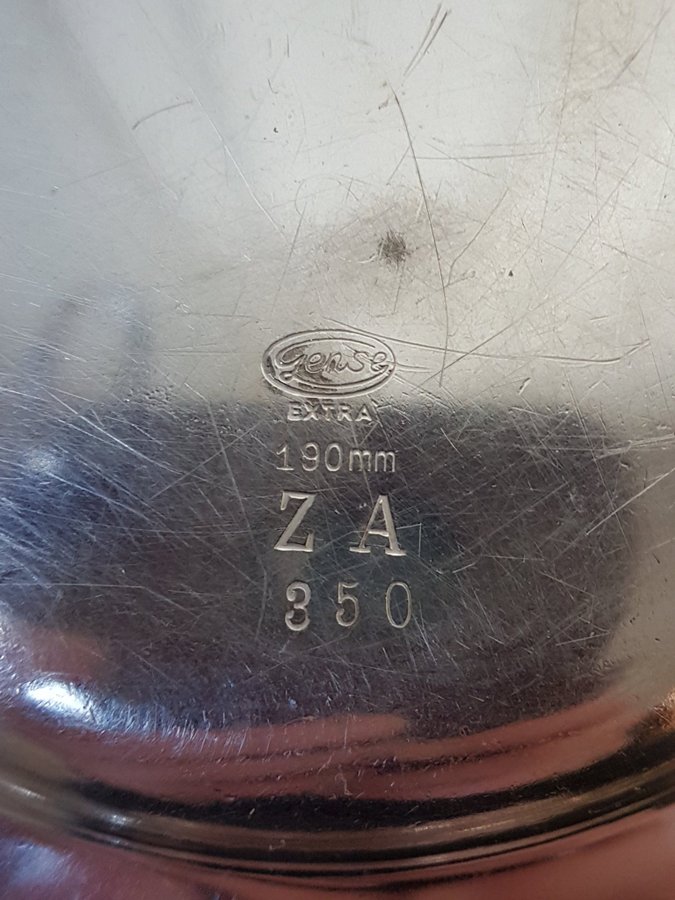 Gense
EXTRA
190mm
Z A
350